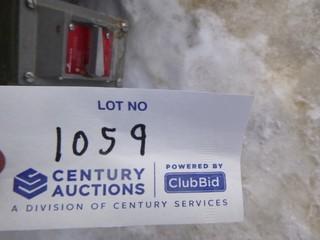 LOT NO
1059
CENTURY AUCTIONS
POWERED BY
ClubBid
A DIVISION OF CENTURY SERVICES